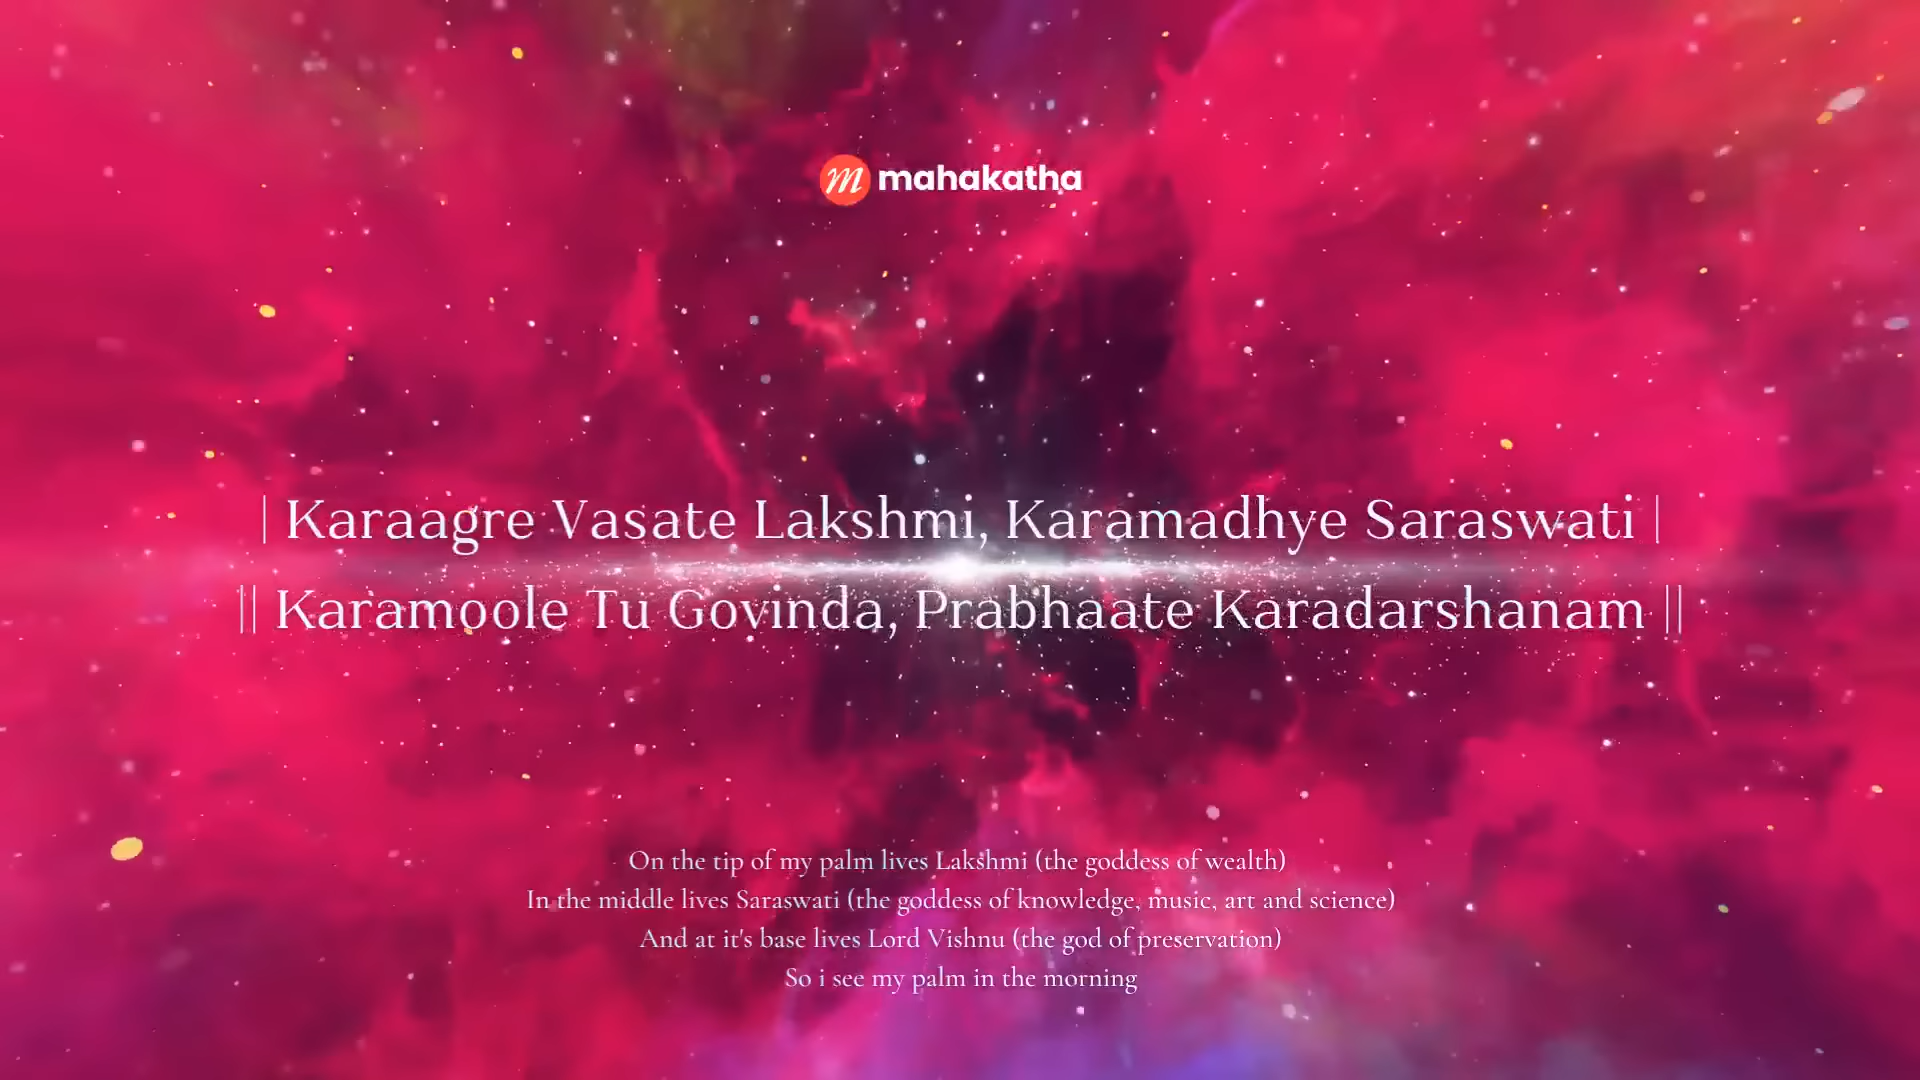 mahakatha
| Karaagre Vasate Lakshmi, Karamadhye Saraswati |
|| Karamoole Tu Govinda, Prabhaate Karadarshanam ||
On the tip of my palm lives Lakshmi (the goddess of wealth)
In the middle lives Saraswati (the goddess of knowledge, music, art and science)
And at it's base lives Lord Vishnu (the god of preservation)
So i see my palm in the morning